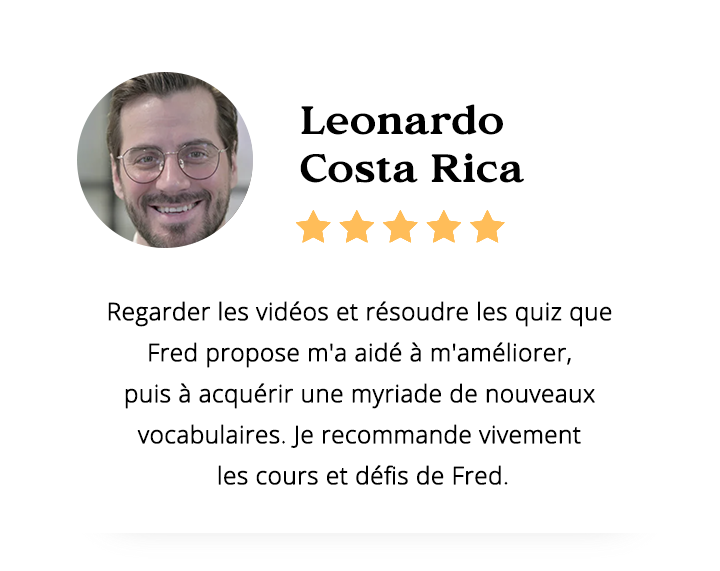 Leonardo
Costa Rica
Regarder les vidéos et résoudre les quiz que
Fred propose m'a aidé à m'améliorer,
puis à acquérir une myriade de nouveaux
vocabulaires. Je recommande vivement
les cours et défis de Fred.